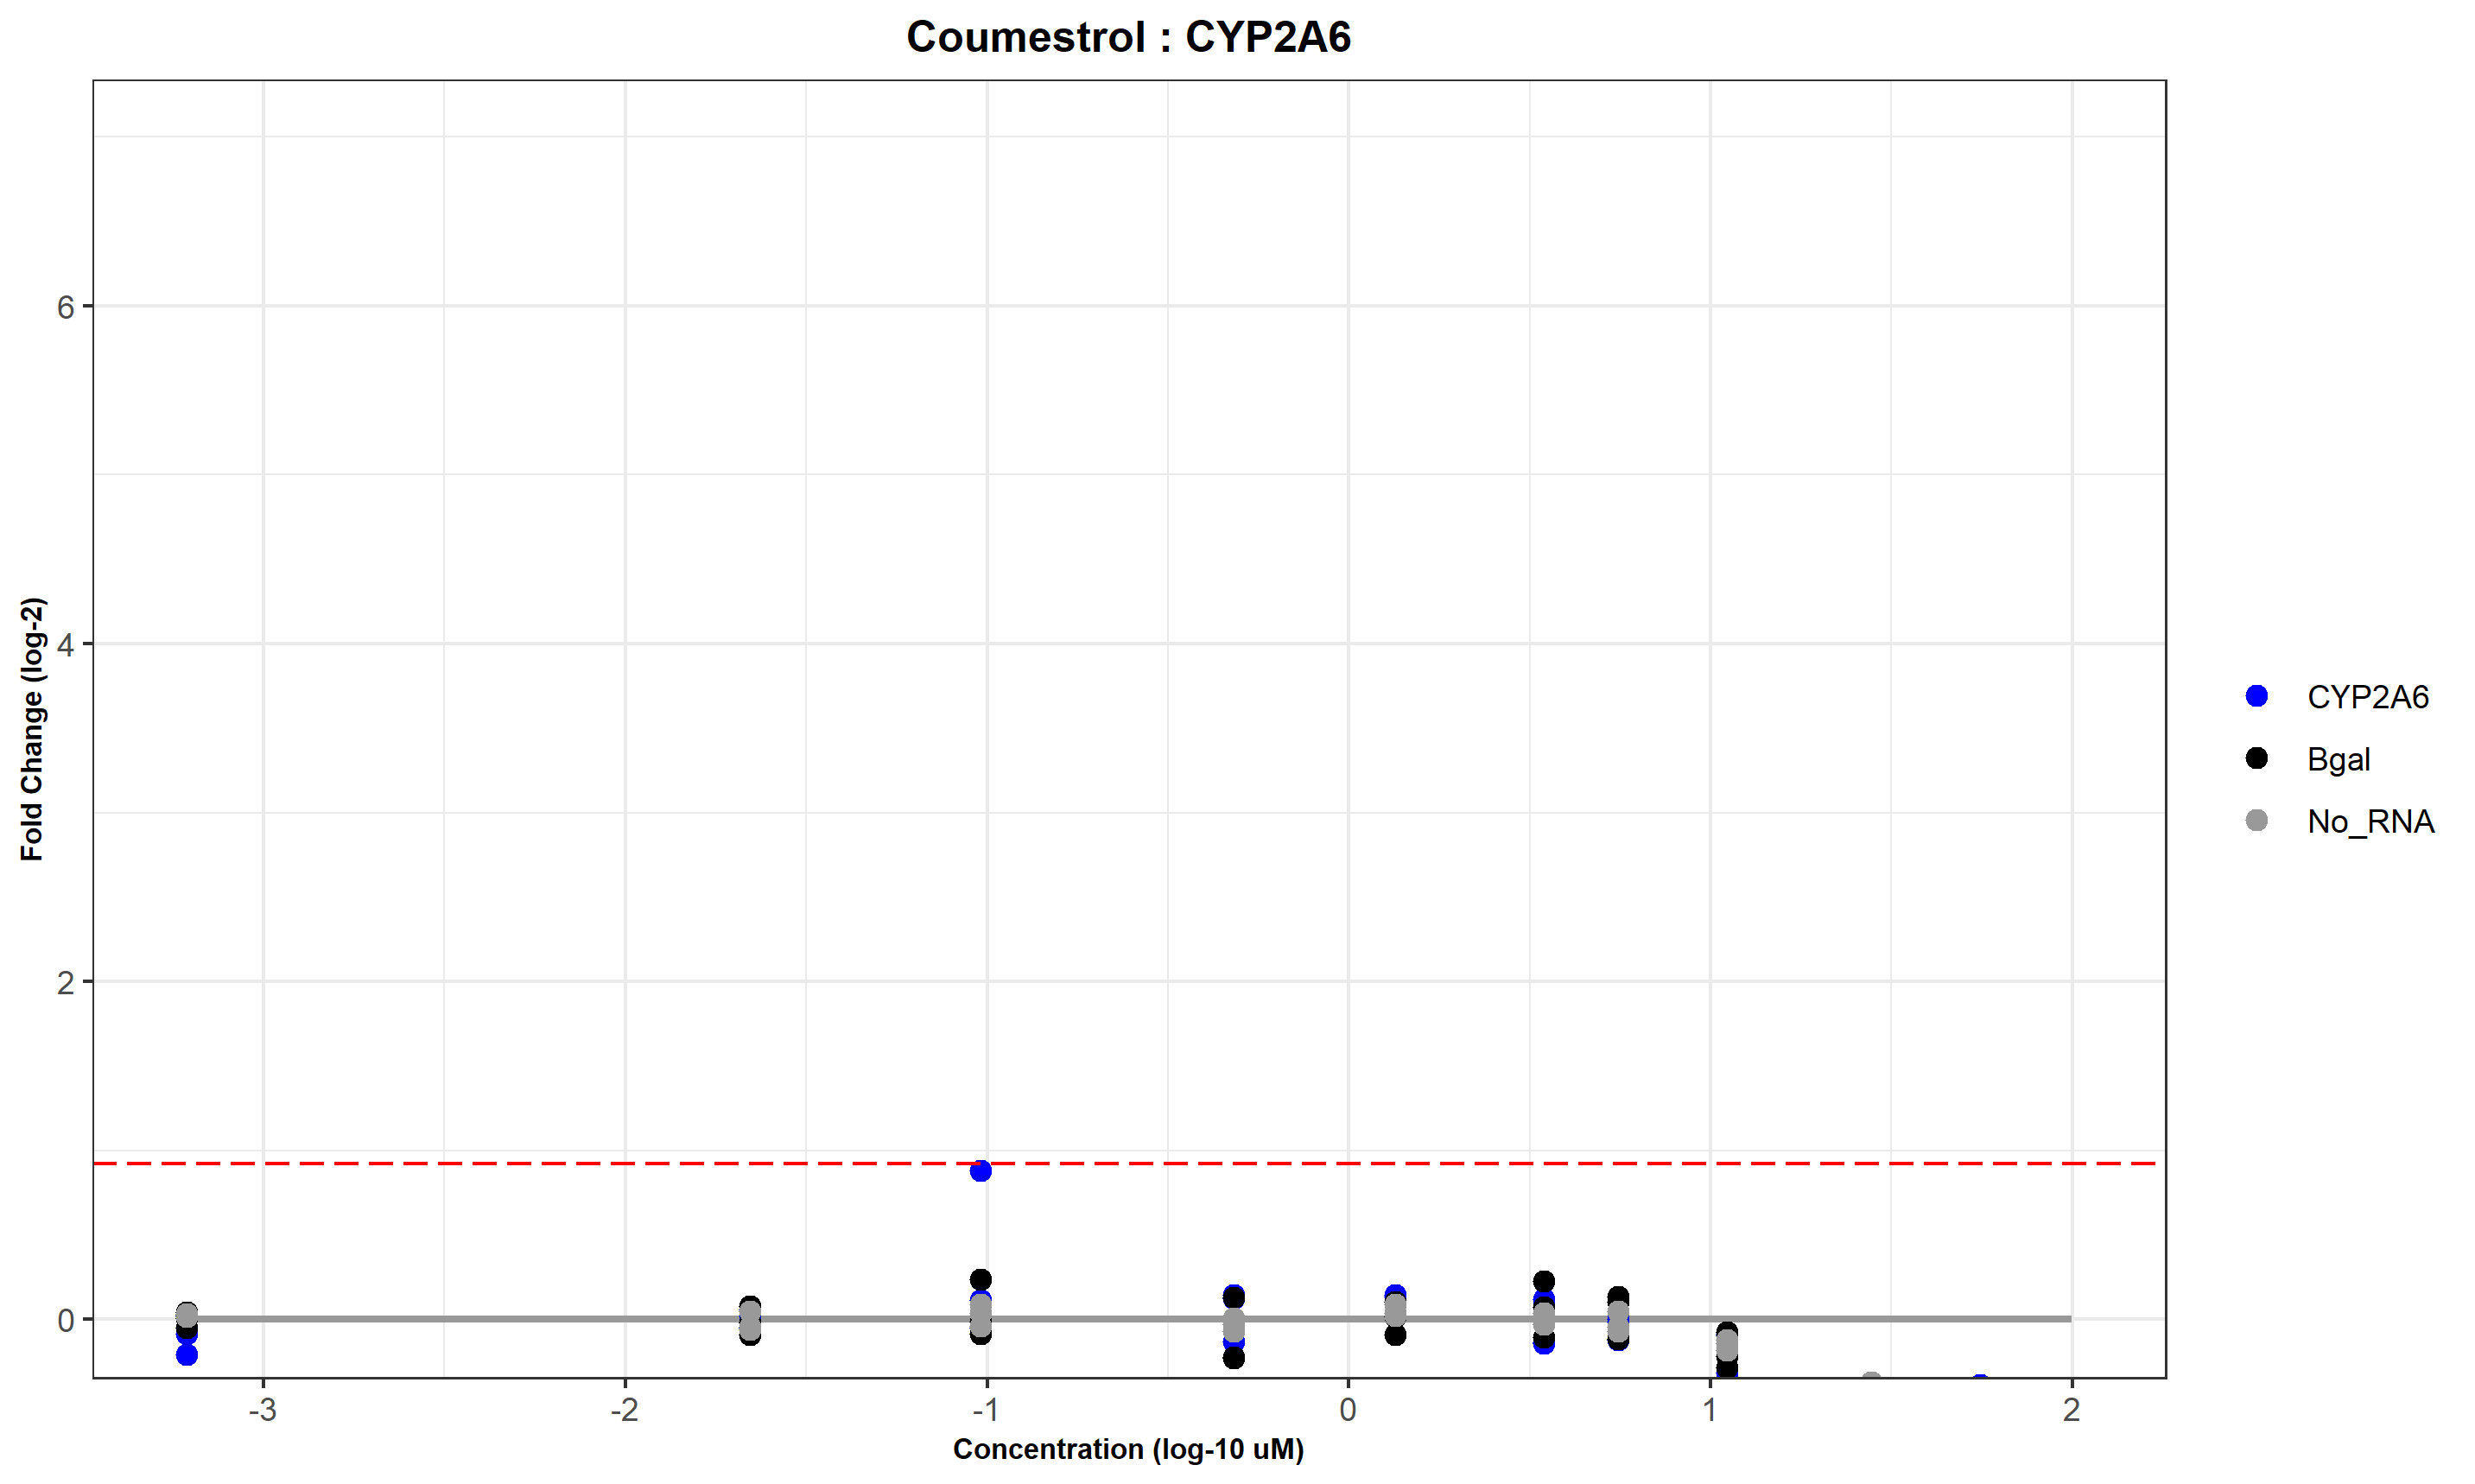 Coumestrol : CYP2A6
Fold Change (log-2)
6
4
2
0
-3
-2
-1
0
1
2
Concentration (log-10 uM)
CYP2A6
Bgal
No_RNA